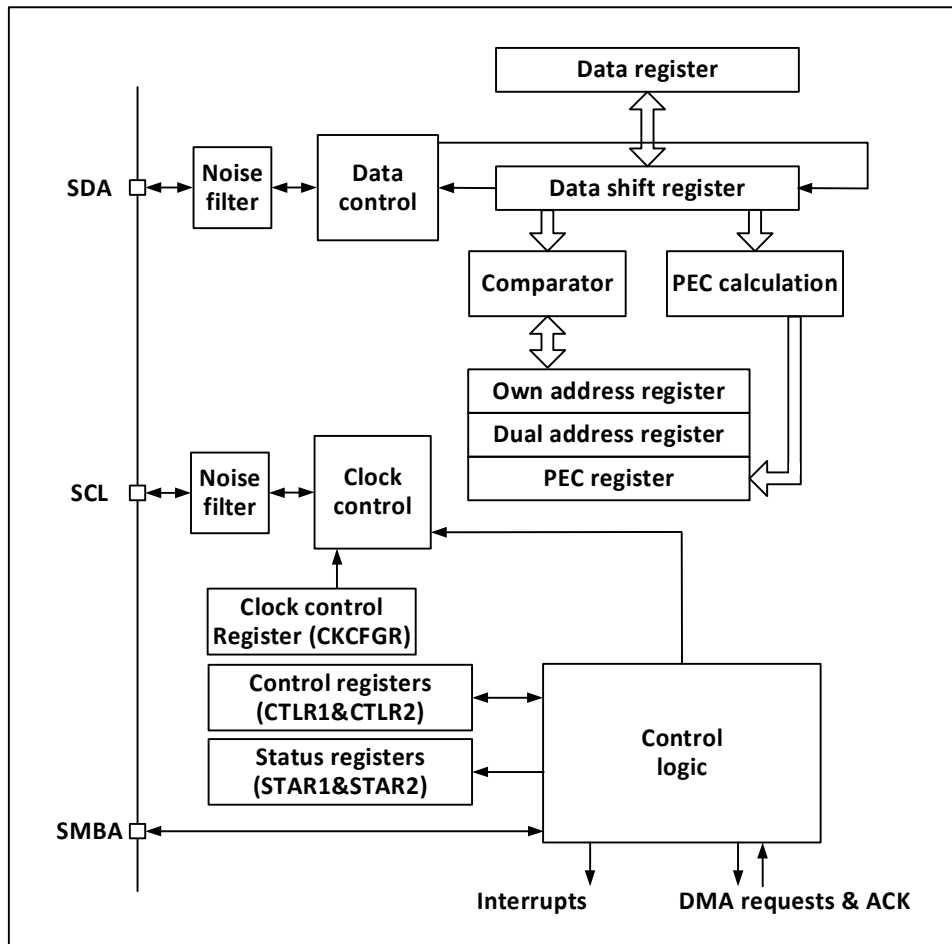 Data register
SDA
Noise
filter
Data
control
Data shift register
Comparator
PEC calculation
Own address register
Dual address register
PEC register
SCL
Noise
filter
Clock
control
Clock control
Register (CKCFGR)
Control registers
(CTLR1&CTLR2)
Status registers
(STAR1&STAR2)
Control
logic
SMBA
Interrupts
DMA requests & ACK